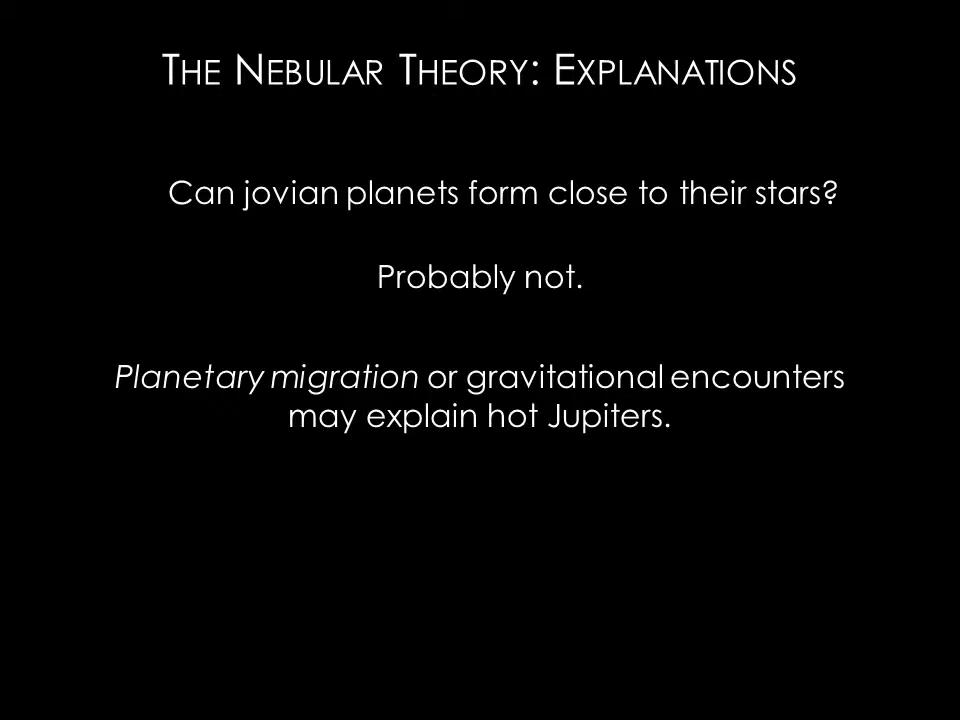 THE NEBULAR THEORY: EXPLANATIONS
Can jovian planets form close to their stars?
Probably not.
Planetary migration or gravitational encounters
may explain hot Jupiters.